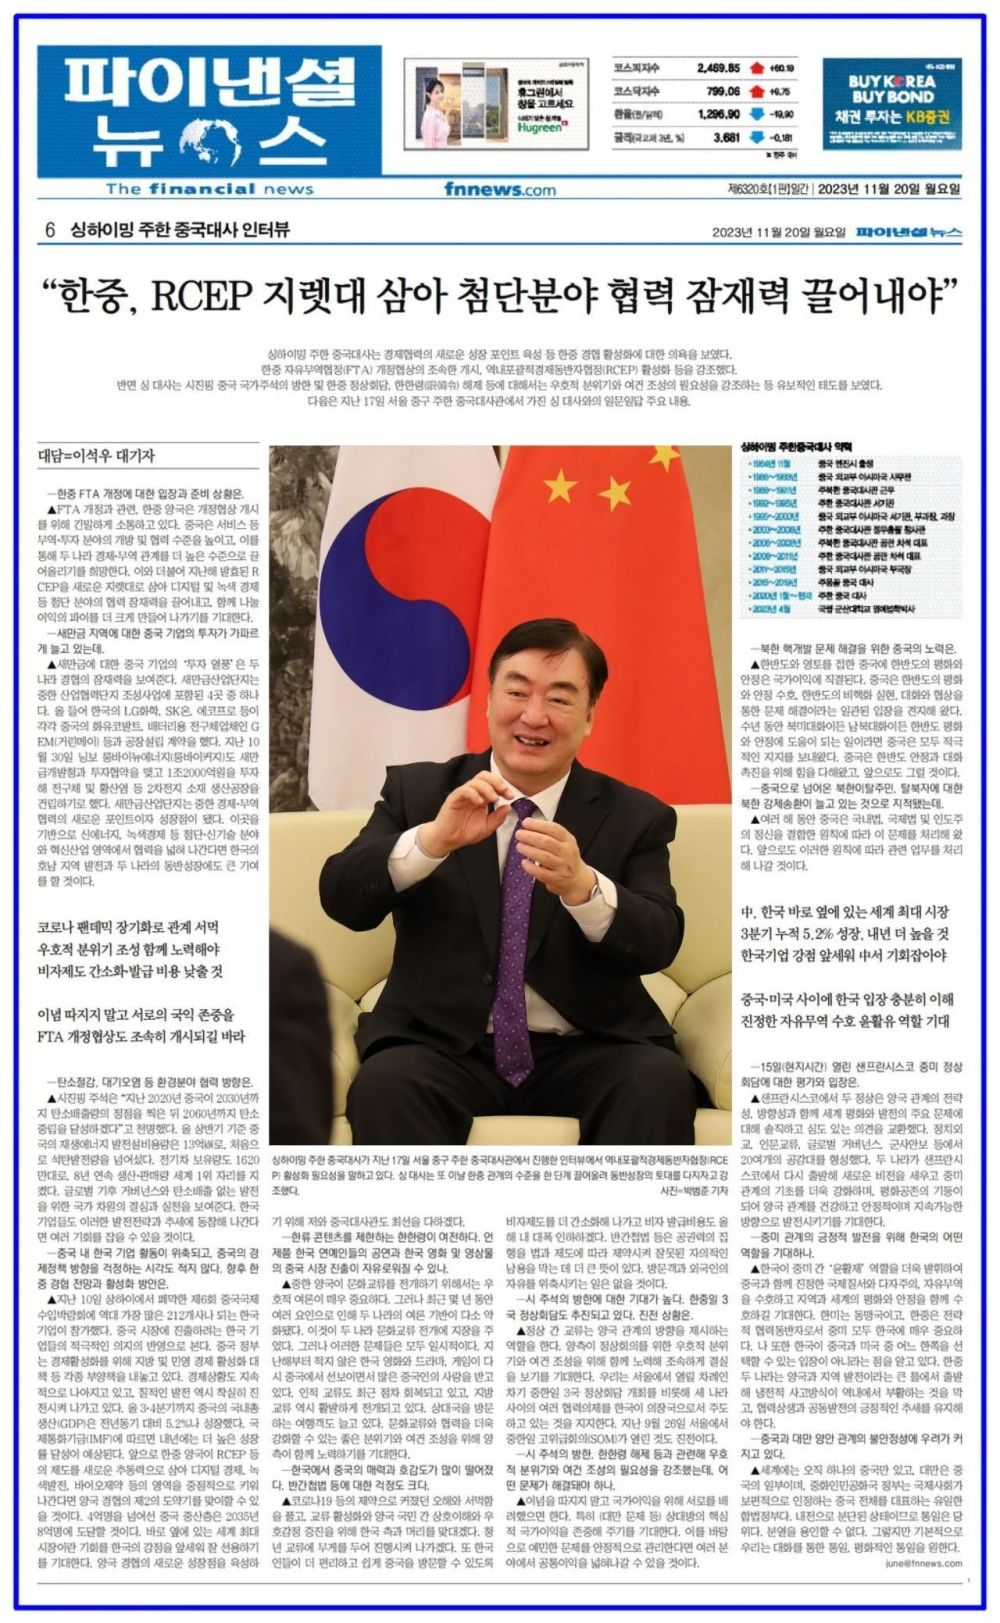 파이낸셜
뉴스
The financial news
휴그린에서
창을 고르세요
Hugreen
코스피지수 2,469.85 +60.19
코스닥지수 799.06 +9.75
환율(원/달러) 1,296.90 -19.90
금리(국고채 3년, %) 3.681 -0.181
BUY KOREA
BUY BOND
채권 투자는 KB증권
fnnews.com
제6320호 [1판] 일간 | 2023년 11월 20일 월요일
6 싱하이밍 주한 중국대사 인터뷰
2023년 11월 20일 월요일 파이낸셜뉴스
“한중, RCEP 지렛대 삼아 첨단분야 협력 잠재력 끌어내야”
싱하이밍 주한 중국대사는 경제협력의 새로운 성장 포인트 육성 등 한중 경협 활성화에 대한 의욕을 보였다.
한중 자유무역협정(FTA) 개정협상의 조속한 개시, 역내포괄적경제동반자협정(RCEP) 활성화 등을 강조했다.
반면 싱 대사는 시진핑 중국 국가주석의 방한 및 한중 정상회담, 한한령(限韓令) 해제 등에 대해서는 우호적 분위기와 여건 조성의 필요성을 강조하는 등 유보적인 태도를 보였다.
다음은 지난 17일 서울 중구 주한 중국대사관에서 가진 싱 대사와의 일문일답 주요 내용.
대담=이석우 대기자
—한중 FTA 개정에 대한 입장과 준비 상황은.
▲FTA 개정과 관련, 한중 양국은 개정협상 개시
를 위해 긴밀하게 소통하고 있다. 중국은 서비스 등
무역·투자 분야의 개방 및 협력 수준을 높이고, 이를
통해 두 나라 경제·무역 관계를 더 높은 수준으로 끌
어올리기를 희망한다. 이와 더불어 지난해 발효된 R
CEP을 새로운 지렛대로 삼아 디지털 및 녹색 경제
등 첨단 분야의 협력 잠재력을 끌어내고, 함께 나눌
이익의 파이를 더 크게 만들어 나가기를 기대한다.
—새만금 지역에 대한 중국 기업의 투자가 가파르
게 늘고 있는데.
▲새만금에 대한 중국 기업의 '투자 열풍'은 두
나라 경협의 잠재력을 보여준다. 새만금산업단지는
중한 산업협력단지 조성사업에 포함된 4곳 중 하나
다. 올 들어 한국의 LG화학, SK온, 에코프로 등이
각각 중국의 화유코발트, 배터리용 전구체업체인 G
EM(거린메이) 등과 공장설립 계약을 했다. 지난 10
월 30일 닝보 룽바이뉴에너지(룽바이커지)도 새만
금개발청과 투자협약을 맺고 1조2000억원을 투자
해 전구체 및 황산염 등 2차전지 소재 생산공장을
건립하기로 했다. 새만금산업단지는 중한 경제·무역
협력의 새로운 포인트이자 성장점이 됐다. 이곳을
기반으로 신에너지, 녹색경제 등 첨단·신기술 분야
와 혁신산업 영역에서 협력을 넓혀 나간다면 한국의
호남 지역 발전과 두 나라의 동반성장에도 큰 기여
를 할 것이다.
코로나 팬데믹 장기화로 관계 서먹
우호적 분위기 조성 함께 노력해야
비자제도 간소화·발급 비용 낮출 것
이념 따지지 말고 서로의 국익 존중을
FTA 개정협상도 조속히 개시되길 바라
—탄소절감, 대기오염 등 환경분야 협력 방향은.
▲시진핑 주석은 “지난 2020년 중국이 2030년까
지 탄소배출량의 정점을 찍은 뒤 2060년까지 탄소
중립을 달성하겠다”고 천명했다. 올 상반기 기준 중
국의 재생에너지 발전설비용량은 13억㎾로, 처음으
로 석탄발전량을 넘어섰다. 전기차 보유량도 1620
만대로, 8년 연속 생산·판매량 세계 1위 자리를 지
켰다. 글로벌 기후 거버넌스와 탄소배출 없는 발전
을 위한 국가 차원의 결심과 실천을 보여준다. 한국
기업들도 이러한 발전전략과 추세에 동참해 나간다
면 여러 기회를 잡을 수 있을 것이다.
—중국 내 한국 기업 활동이 위축되고, 중국의 경
제정책 방향을 걱정하는 시각도 적지 않다. 향후 한
중 경협 전망과 활성화 방안은.
▲지난 10일 상하이에서 폐막한 제6회 중국국제
수입박람회에 역대 가장 많은 212개사나 되는 한국
기업이 참가했다. 중국 시장에 진출하려는 한국 기
업들의 적극적인 의지의 반영으로 본다. 중국 정부
는 경제활성화를 위해 지방 및 민영 경제 활성화 대
책 등 각종 부양책을 내놓고 있다. 경제상황도 지속
적으로 나아지고 있고, 질적인 발전 역시 착실히 진
전시켜 나가고 있다. 올 3·4분기까지 중국의 국내총
생산(GDP)은 전년동기 대비 5.2%나 성장했다. 국
제통화기금(IMF)에 따르면 내년에는 더 높은 성장
률 달성이 예상된다. 앞으로 한중 양국이 RCEP 등
의 제도를 새로운 추동력으로 삼아 디지털 경제, 녹
색발전, 바이오제약 등의 영역을 중점적으로 키워
나간다면 양국 경협의 제2의 도약기를 맞이할 수 있
을 것이다. 4억명을 넘어선 중국 중산층은 2035년
8억명에 도달할 것이다. 바로 옆에 있는 세계 최대
시장이란 기회를 한국의 강점을 앞세워 잘 선용하기
를 기대한다. 양국 경협의 새로운 성장점을 육성하
싱하이밍 주한 중국대사가 지난 17일 서울 중구 주한 중국대사관에서 진행한 인터뷰에서 역내포괄적경제동반자협정(RCE
P) 활성화 필요성을 말하고 있다. 싱 대사는 또 이날 한중 관계의 수준을 한 단계 끌어올려 동반성장의 토대를 다지자고 강
조했다. 사진=박범준 기자
기 위해 저와 중국대사관도 최선을 다하겠다.
—한류 콘텐츠를 제한하는 한한령이 여전하다. 언
제쯤 한국 연예인들의 공연과 한국 영화 및 영상물
의 중국 시장 진출이 자유로워질 수 있나.
▲중한 양국이 문화교류를 전개하기 위해서는 우
호적 여론이 매우 중요하다. 그러나 최근 몇 년 동안
여러 요인으로 인해 두 나라의 여론 기반이 다소 악
화됐다. 이것이 두 나라 문화교류 전개에 지장을 주
었다. 그러나 이러한 문제들은 모두 일시적이다. 지
난해부터 적지 않은 한국 영화와 드라마, 게임이 다
시 중국에서 선보이면서 많은 중국인의 사랑을 받고
있다. 인적 교류도 최근 점차 회복되고 있고, 지방
교류 역시 활발하게 전개되고 있다. 상대국을 방문
하는 여행객도 늘고 있다. 문화교류와 협력을 더욱
강화할 수 있는 좋은 분위기와 여건 조성을 위해 양
측이 함께 노력하기를 기대한다.
—한국에서 중국의 매력과 호감도가 많이 떨어졌
다. 반간첩법 등에 대한 걱정도 크다.
▲코로나19 등의 제약으로 커졌던 오해와 서먹함
을 풀고, 교류 활성화와 양국 국민 간 상호이해와 우
호감정 증진을 위해 한국 측과 머리를 맞대겠다. 청
년 교류에 무게를 두어 진행시켜 나가겠다. 또 한국
인들이 더 편리하고 쉽게 중국을 방문할 수 있도록
비자제도를 더 간소화해 나가고 비자 발급비용도 올
해 내 대폭 인하하겠다. 반간첩법 등은 공권력의 집
행을 법과 제도에 따라 제약시켜 잘못된 자의적인
남용을 막는 데 더 큰 뜻이 있다. 방문객과 외국인의
자유를 위축시키는 일은 없을 것이다.
—시 주석의 방한에 대한 기대가 높다. 한중일 3
국 정상회담도 추진되고 있다. 진전 상황은.
▲정상 간 교류는 양국 관계의 방향을 제시하는
역할을 한다. 양측이 정상회의를 위한 우호적 분위
기와 여건 조성을 위해 함께 노력해 조속하게 결실
을 보기를 기대한다. 우리는 서울에서 열릴 차례인
차기 중한일 3국 정상회담 개최를 비롯해 세 나라
사이의 여러 협력의제를 한국이 의장국으로서 주도
하고 있는 것을 지지한다. 지난 9월 26일 서울에서
중한일 고위급회의(SOM)가 열린 것도 진전이다.
—시 주석의 방한, 한한령 해제 등과 관련해 우호
적 분위기와 여건 조성의 필요성을 강조했는데, 어
떤 문제가 해결돼야 하나.
▲이념을 따지지 말고 국가이익을 위해 서로를 배
려했으면 한다. 특히 (대만 문제 등) 상대방의 핵심
적 국가이익을 존중해 주기를 기대한다. 이를 바탕
으로 예민한 문제를 안정적으로 관리한다면 여러 분
야에서 공통이익을 넓혀나갈 수 있을 것이다.
싱하이밍 주한중국대사 약력
•1964년 11월 중국 톈진시 출생
•1986~1988년 중국 외교부 아시아국 사무관
•1988~1991년 주북한 중국대사관 근무
•1992~1995년 주한 중국대사관 서기관
•1995~2003년 중국 외교부 아시아국 서기관, 부과장, 과장
•2003~2006년 주한 중국대사관 정무총괄 참사관
•2006~2008년 주북한 중국대사관 공관 차석 대표
•2008~2011년 주한 중국대사관 공관 차석 대표
•2011~2015년 중국 외교부 아시아국 부국장
•2015~2019년 주몽골 중국 대사
•2020년 1월~현재 주한 중국 대사
•2023년 4월 국립 군산대학교 명예법학박사
—북한 핵개발 문제 해결을 위한 중국의 노력은.
▲한반도와 영토를 접한 중국에 한반도의 평화와
안정은 국가이익에 직결된다. 중국은 한반도의 평화
와 안정 수호, 한반도의 비핵화 실현, 대화와 협상을
통한 문제 해결이라는 일관된 입장을 견지해 왔다.
수년 동안 북미대화이든 남북대화이든 한반도 평화
와 안정에 도움이 되는 일이라면 중국은 모두 적극
적인 지지를 보내왔다. 중국은 한반도 안정과 대화
촉진을 위해 힘을 다해왔고, 앞으로도 그럴 것이다.
—중국으로 넘어온 북한이탈주민, 탈북자에 대한
북한 강제송환이 늘고 있는 것으로 지적됐는데.
▲여러 해 동안 중국은 국내법, 국제법 및 인도주
의 정신을 결합한 원칙에 따라 이 문제를 처리해 왔
다. 앞으로도 이러한 원칙에 따라 관련 업무를 처리
해 나갈 것이다.
中, 한국 바로 옆에 있는 세계 최대 시장
3분기 누적 5.2% 성장, 내년 더 높을 것
한국기업 강점 앞세워 中서 기회잡아야
중국·미국 사이에 한국 입장 충분히 이해
진정한 자유무역 수호 윤활유 역할 기대
—15일(현지시간) 열린 샌프란시스코 중미 정상
회담에 대한 평가와 입장은.
▲샌프란시스코에서 두 정상은 양국 관계의 전략
성, 방향성과 함께 세계 평화와 발전의 주요 문제에
대해 솔직하고 심도 있는 의견을 교환했다. 정치외
교, 인문교류, 글로벌 거버넌스, 군사안보 등에서
20여개의 공감대를 형성했다. 두 나라가 샌프란시
스코에서 다시 출발해 새로운 비전을 세우고 중미
관계의 기초를 더욱 강화하며, 평화공존의 기둥이
되어 양국 관계를 건강하고 안정적이며 지속가능한
방향으로 발전시키기를 기대한다.
—중미 관계의 긍정적 발전을 위해 한국의 어떤
역할을 기대하나.
▲한국이 중미 간 '윤활제' 역할을 더욱 발휘하여
중국과 함께 진정한 국제질서와 다자주의, 자유무역
을 수호하고 지역과 세계의 평화와 안정을 함께 수
호하길 기대한다. 한미는 동맹국이고, 한중은 전략
적 협력동반자로서 중미 모두 한국에 매우 중요하
다. 나 또한 한국이 중국과 미국 중 어느 한쪽을 선
택할 수 있는 입장이 아니라는 점을 알고 있다. 한중
두 나라는 양국과 지역 발전이라는 큰 틀에서 출발
해 냉전적 사고방식이 역내에서 부활하는 것을 막
고, 협력상생과 공동발전의 긍정적인 추세를 유지해
야 한다.
—중국과 대만 양안 관계의 불안정성에 우려가 커
지고 있다.
▲세계에는 오직 하나의 중국만 있고, 대만은 중
국의 일부이며, 중화인민공화국 정부는 국제사회가
보편적으로 인정하는 중국 전체를 대표하는 유일한
합법정부다. 내전으로 분단된 상태이므로 통일은 당
위다. 분열을 용인할 수 없다. 그렇지만 기본적으로
우리는 대화를 통한 통일, 평화적인 통일을 원한다.
june@fnnews.com